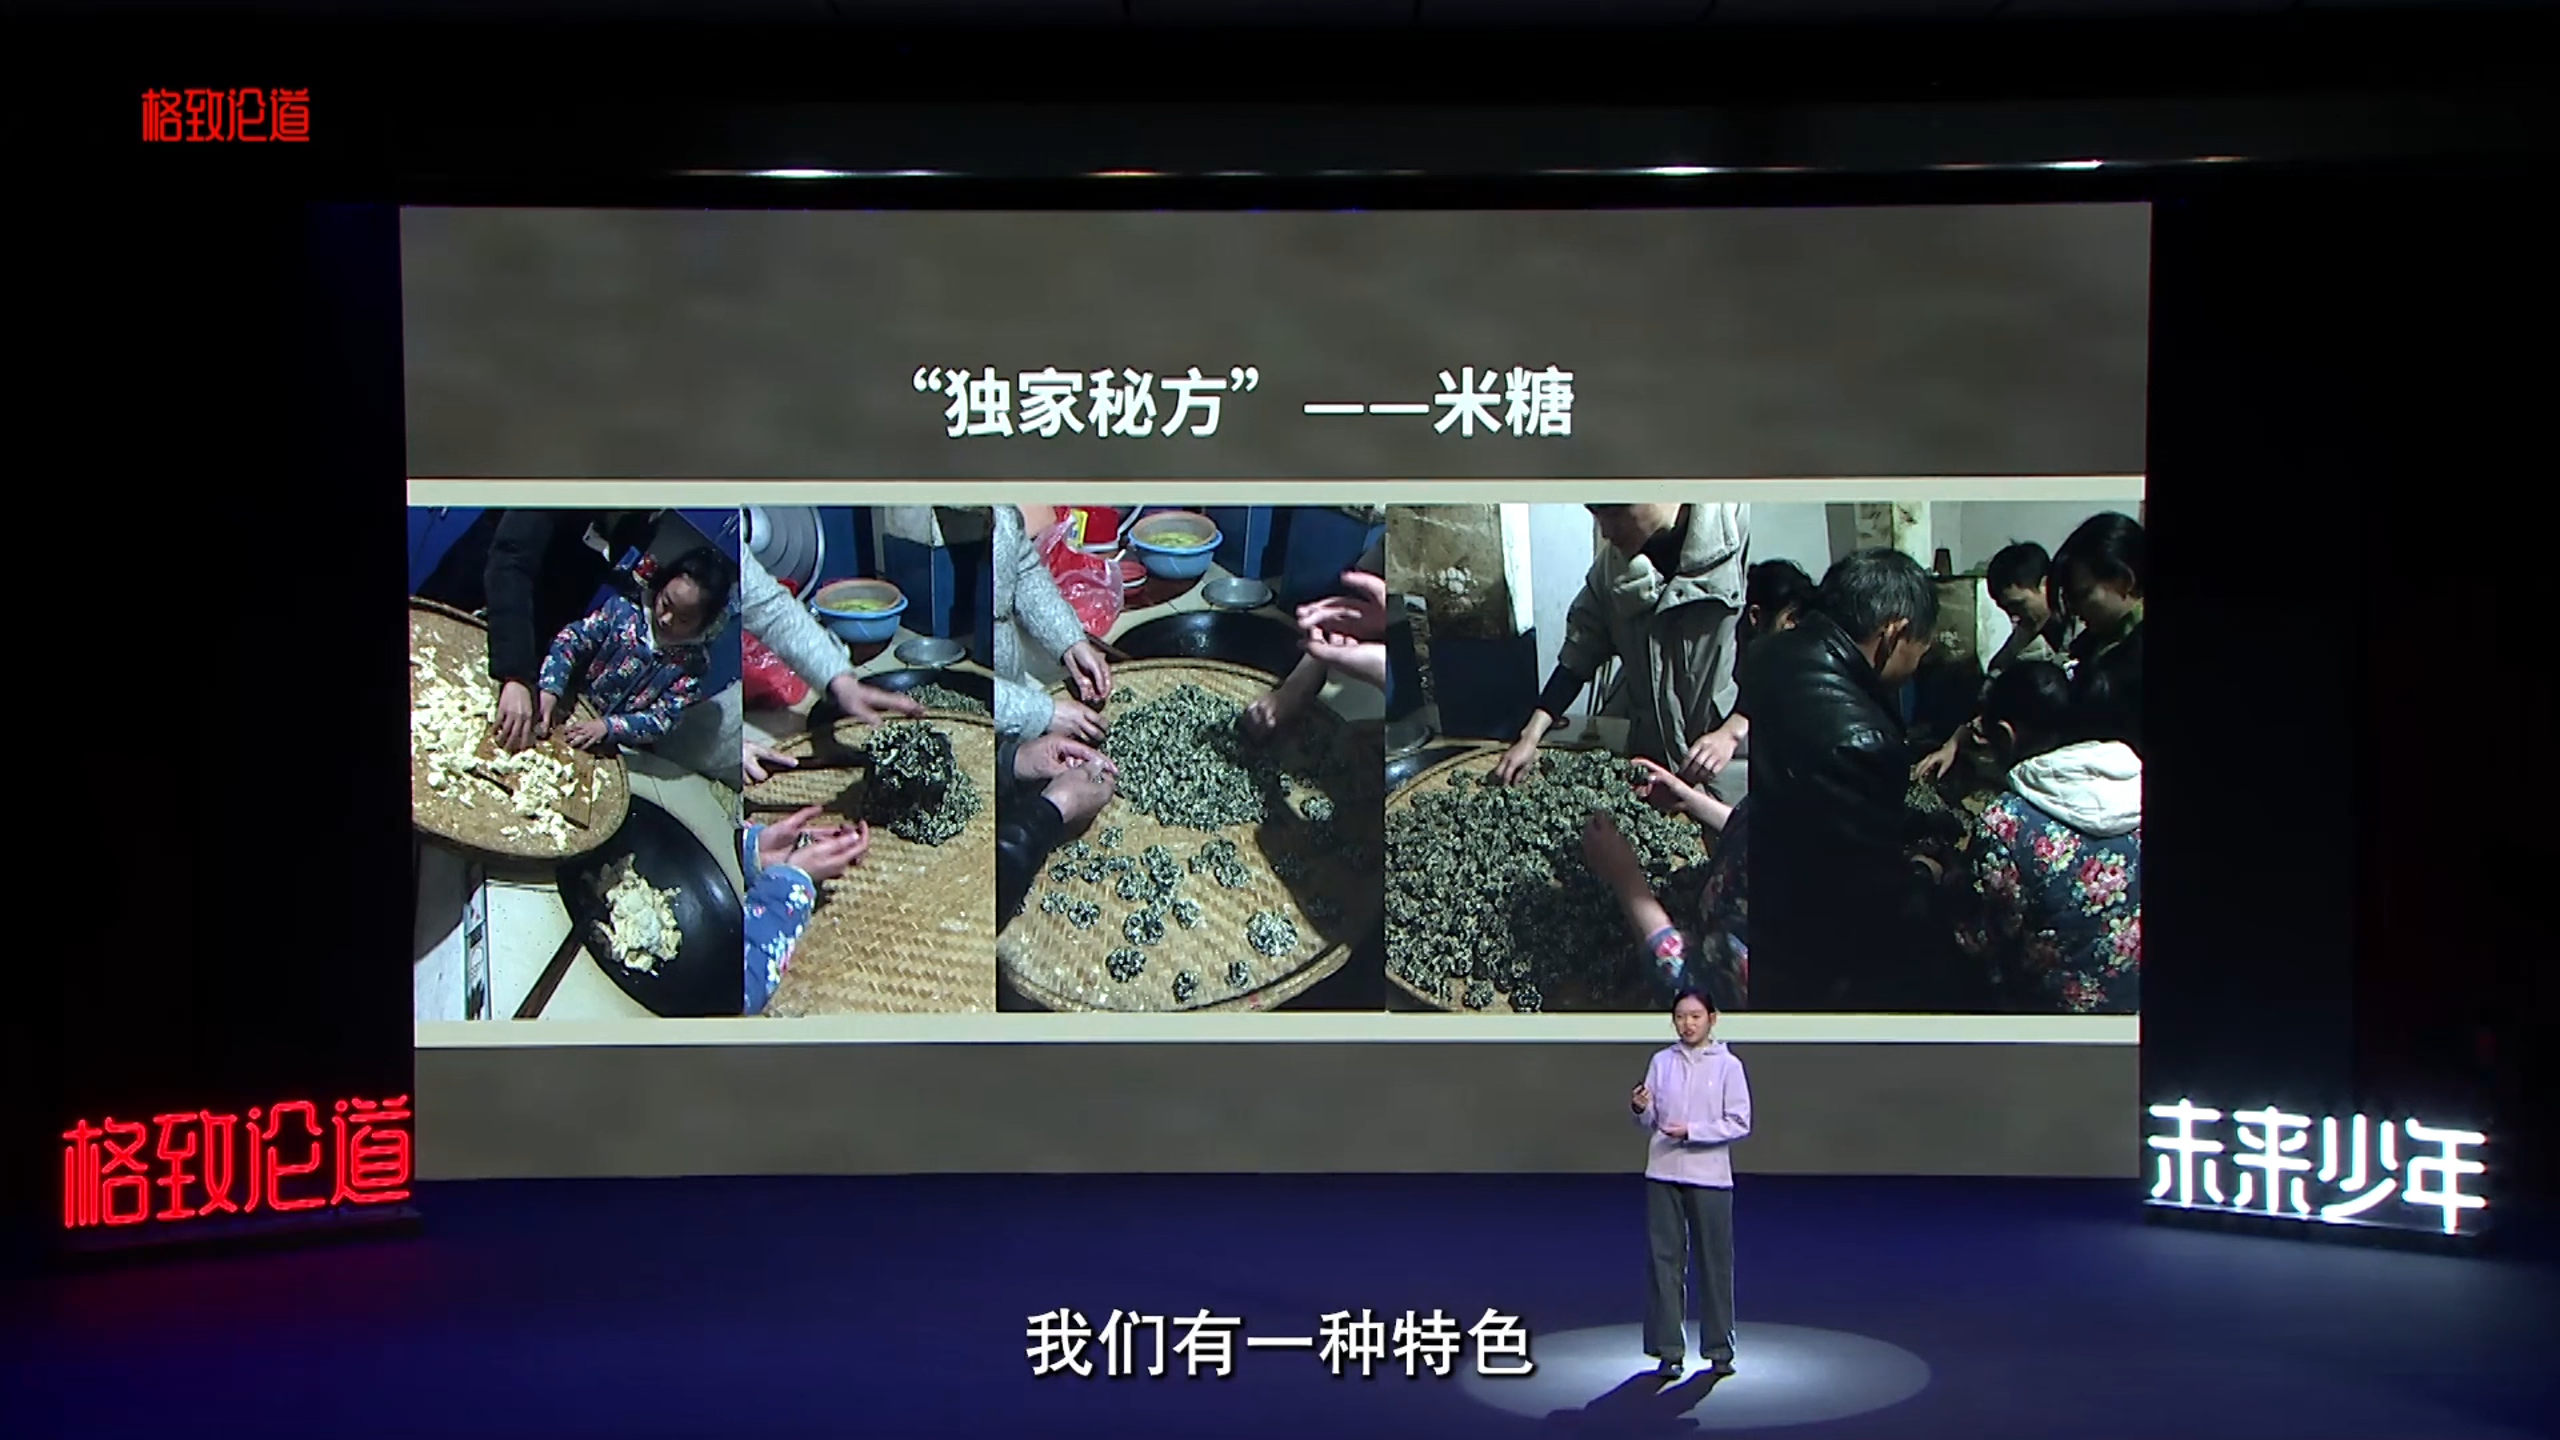 格致论道
“独家秘方”——米糖
格致论道
未来少年
我们有一种特色